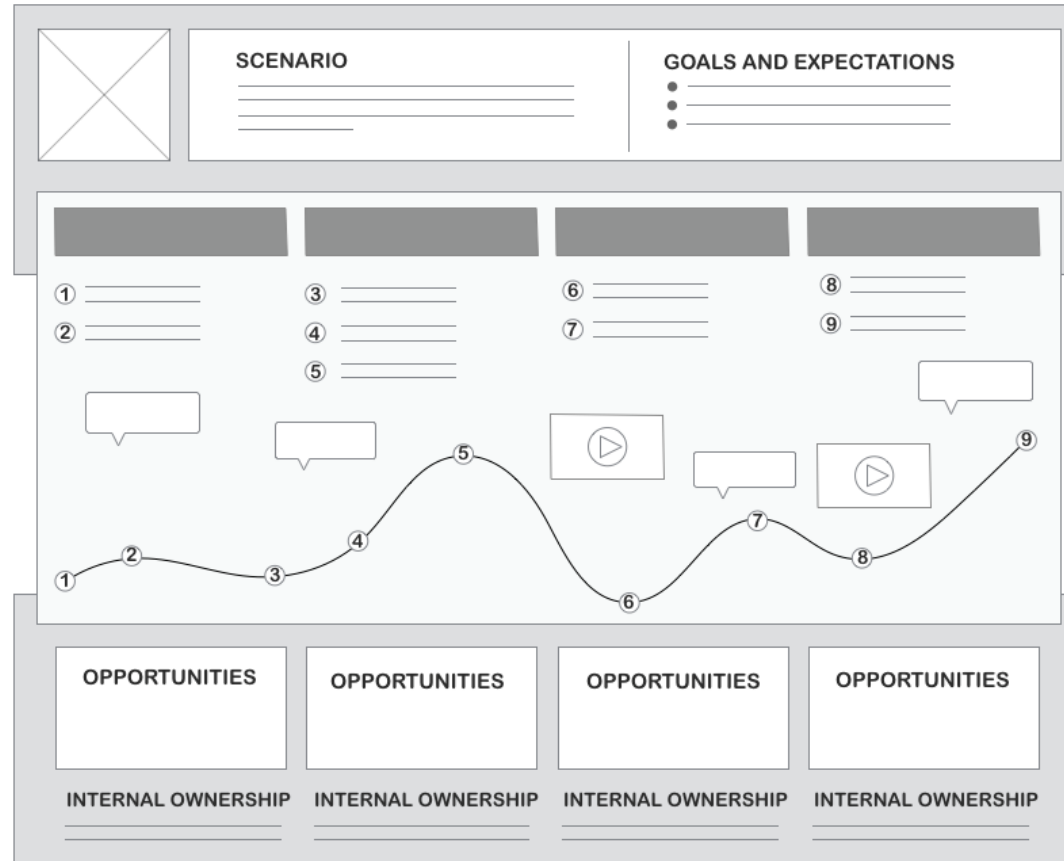 SCENARIO
GOALS AND EXPECTATIONS
1
2
3
4
5
6
7
8
9
5
9
4
7
2
8
3
1
6
OPPORTUNITIES
OPPORTUNITIES
OPPORTUNITIES
OPPORTUNITIES
INTERNAL OWNERSHIP
INTERNAL OWNERSHIP
INTERNAL OWNERSHIP
INTERNAL OWNERSHIP